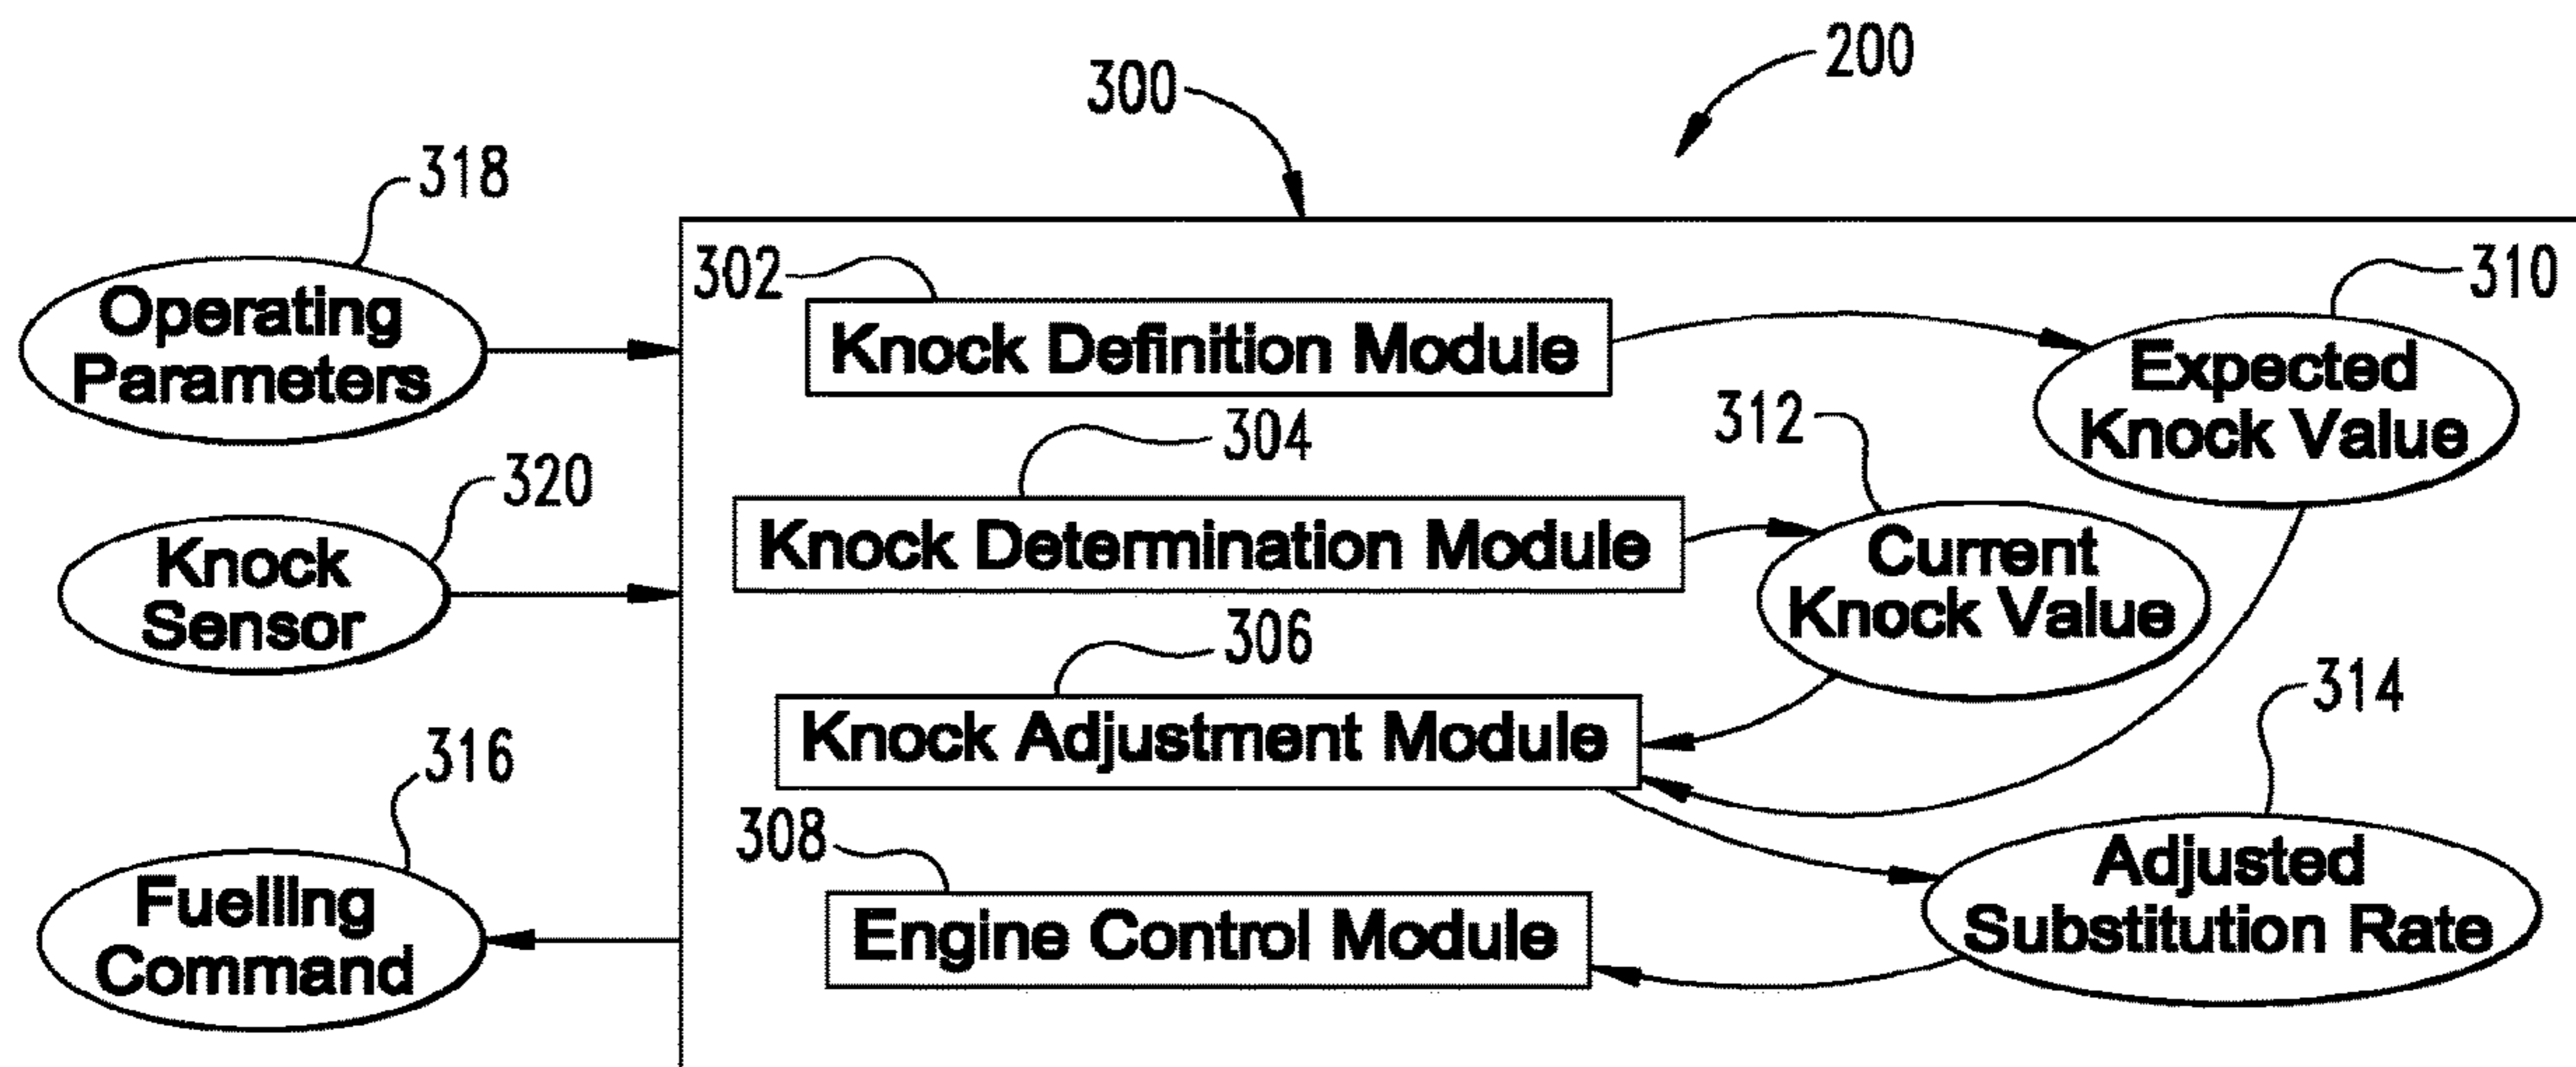 200
300
318
Operating
Parameters
302
Knock Definition Module
310
Expected
Knock Value
304
Knock Determination Module
312
Current
Knock Value
320
Knock
Sensor
306
Knock Adjustment Module
314
Adjusted
Substitution Rate
316
Fuelling
Command
308
Engine Control Module